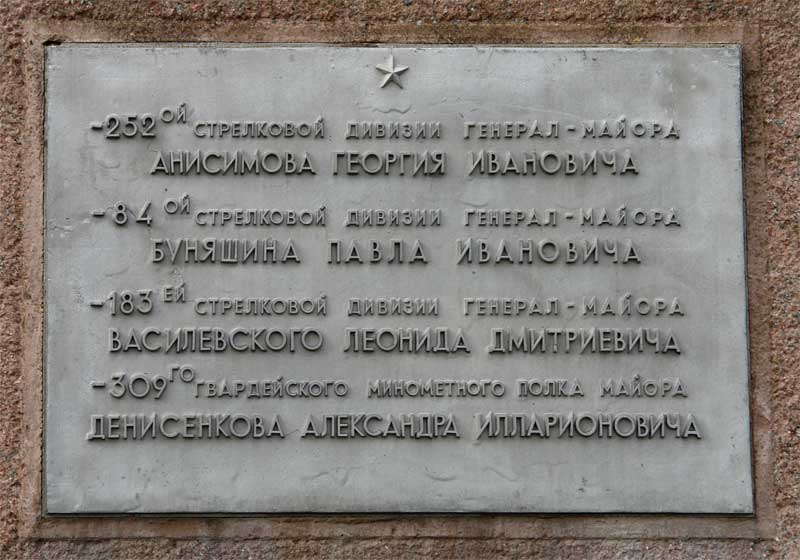 -252ОЙ СТРЕЛКОВОЙ ДИВИЗИИ ГЕНЕРАЛ-МАЙОРА
АНИСИМОВА ГЕОРГИЯ ИВАНОВИЧА
-84ОЙ СТРЕЛКОВОЙ ДИВИЗИИ ГЕНЕРАЛ-МАЙОРА
БУНЯШИНА ПАВЛА ИВАНОВИЧА
-183ЕЙ СТРЕЛКОВОЙ ДИВИЗИИ ГЕНЕРАЛ-МАЙОРА
ВАСИЛЕВСКОГО ЛЕОНИДА ДМИТРИЕВИЧА
-309ГО ГВАРДЕЙСКОГО МИНОМЕТНОГО ПОЛКА МАЙОРА
ДЕНИСЕНКОВА АЛЕКСАНДРА ИЛЛАРИОНОВИЧА